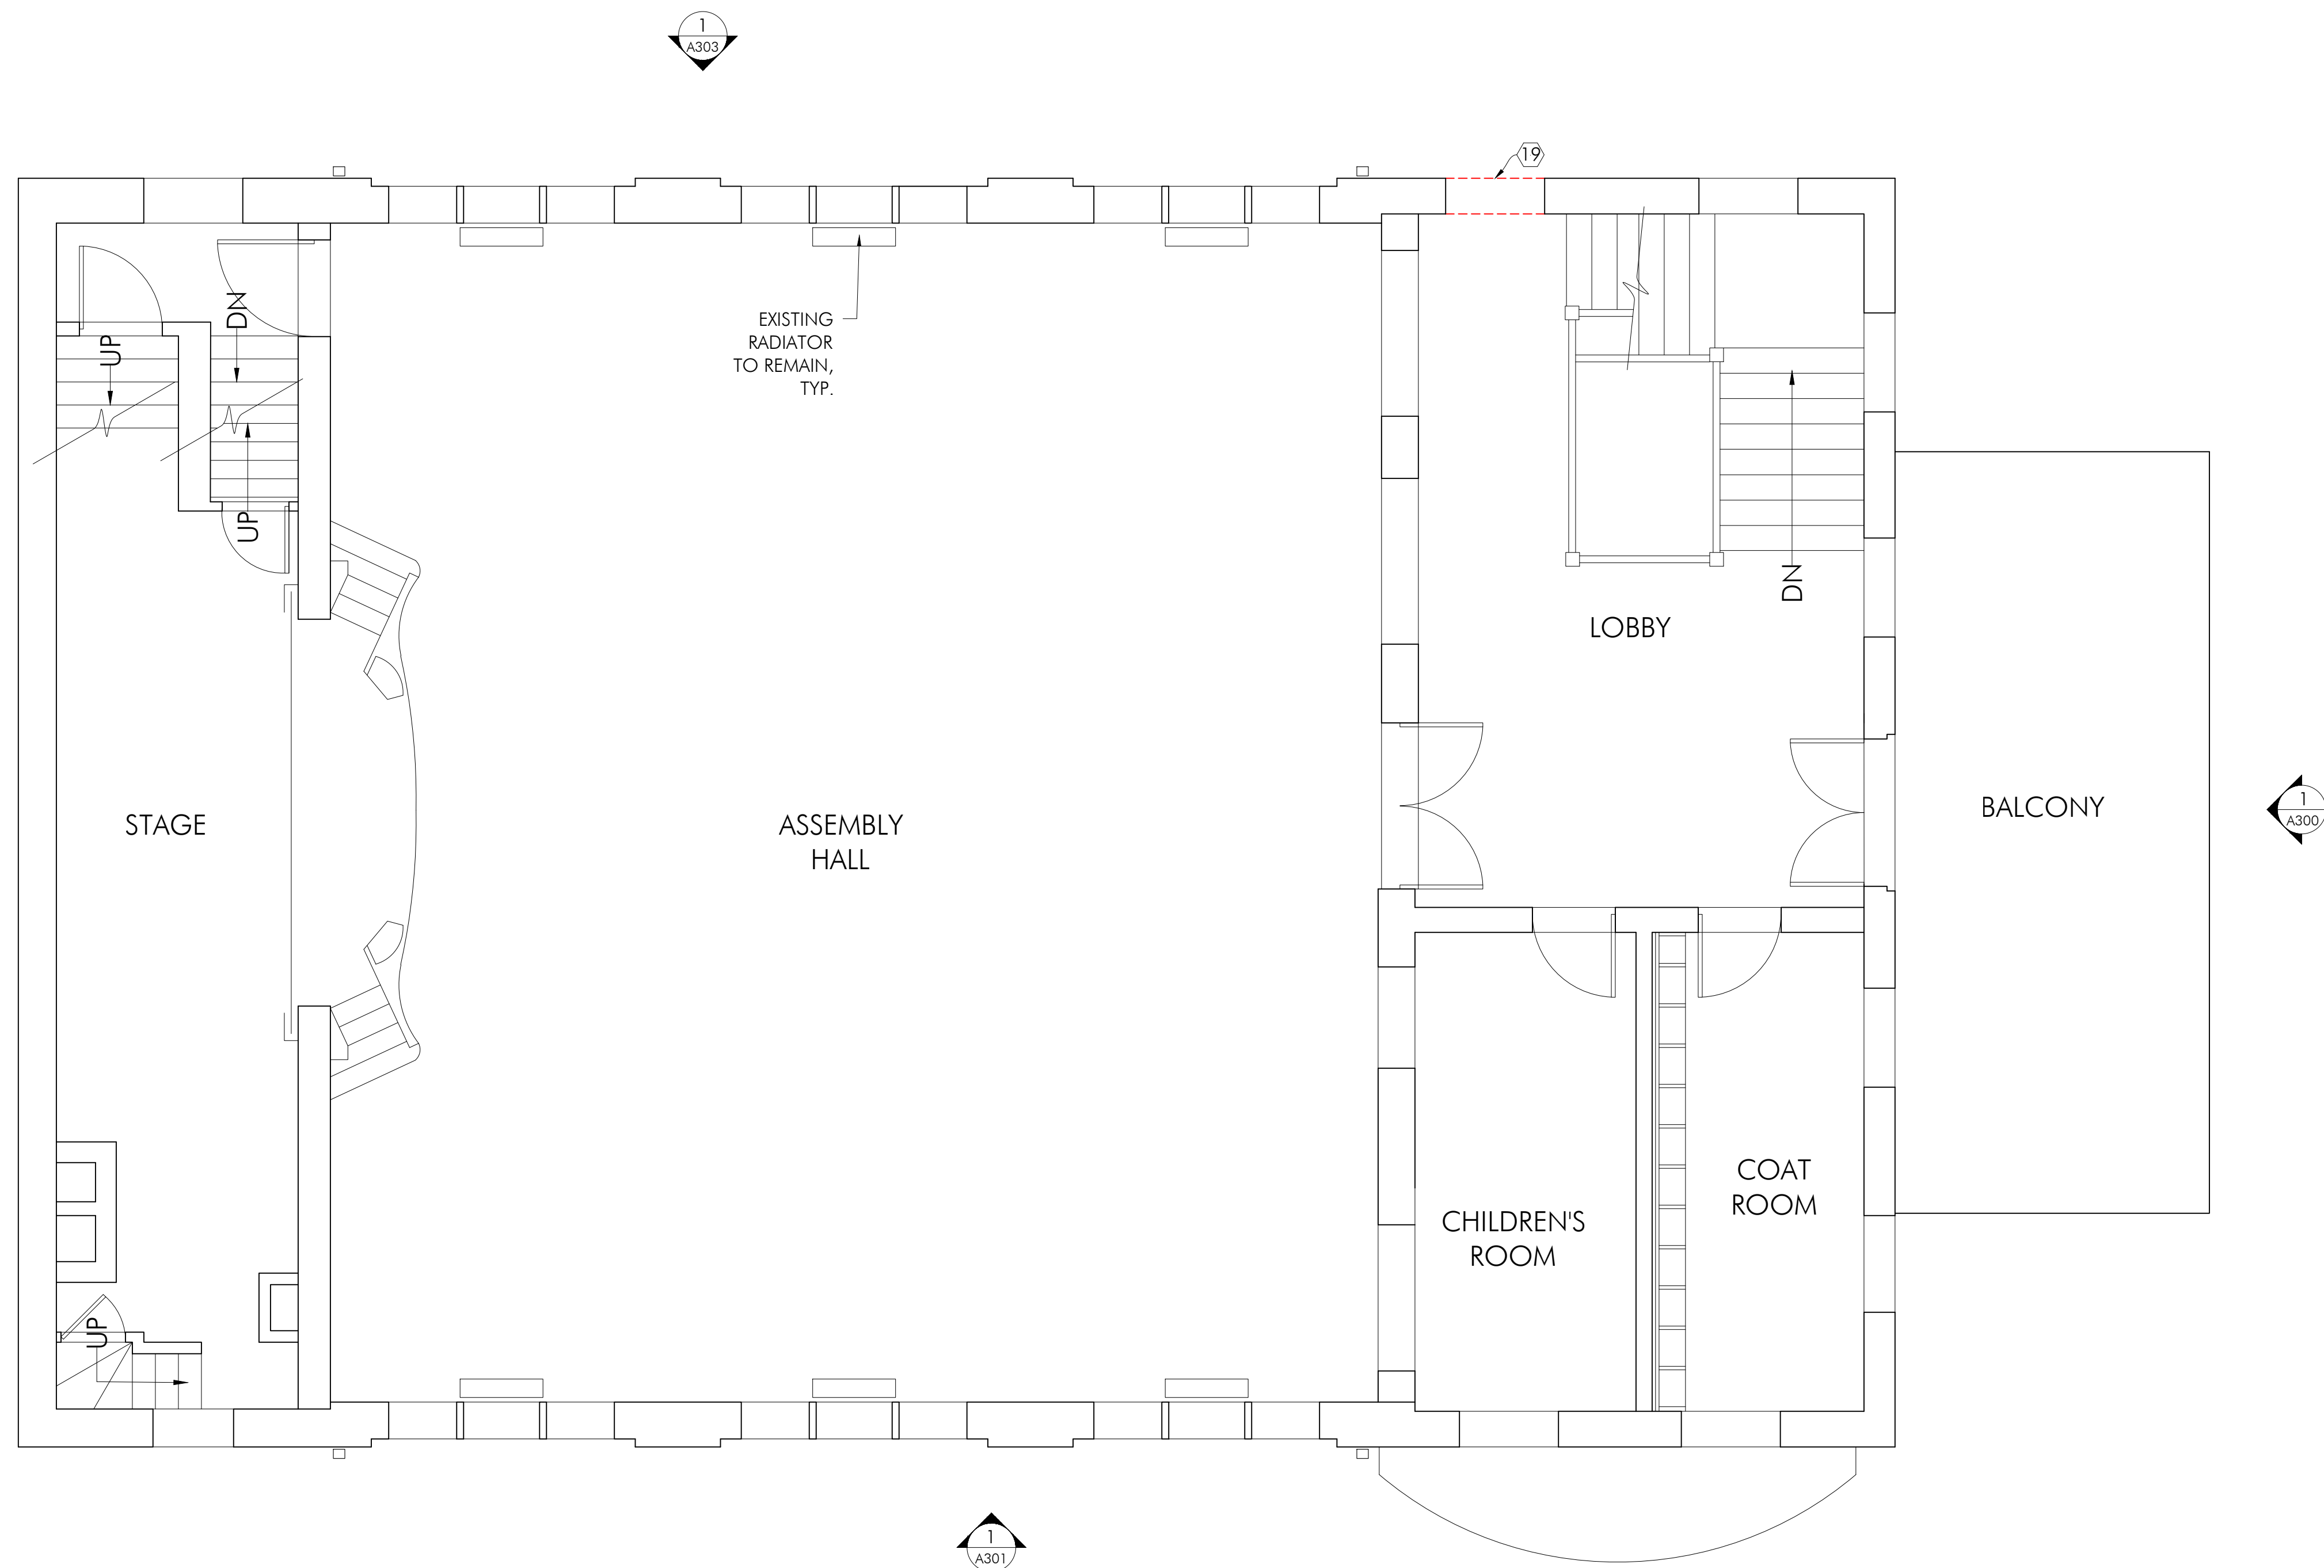 1
A303
19
DN
UP
EXISTING
RADIATOR
TO REMAIN,
TYP.
UP
DN
LOBBY
STAGE
ASSEMBLY
HALL
BALCONY
1
A300
COAT
ROOM
CHILDREN'S
ROOM
UP
1
A301